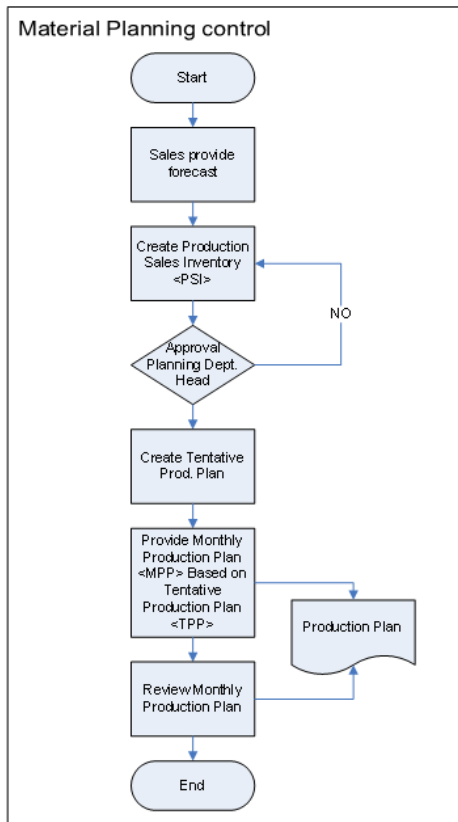 Material Planning control
Start
Sales provide
forecast
Create Production
Sales Inventory
<PSI>
NO
Approval
Planning Dept.
Head
Create Tentative
Prod. Plan
Provide Monthly
Production Plan
<MPP> Based on
Tentative
Production Plan
<TPP>
Production Plan
Review Monthly
Production Plan
End